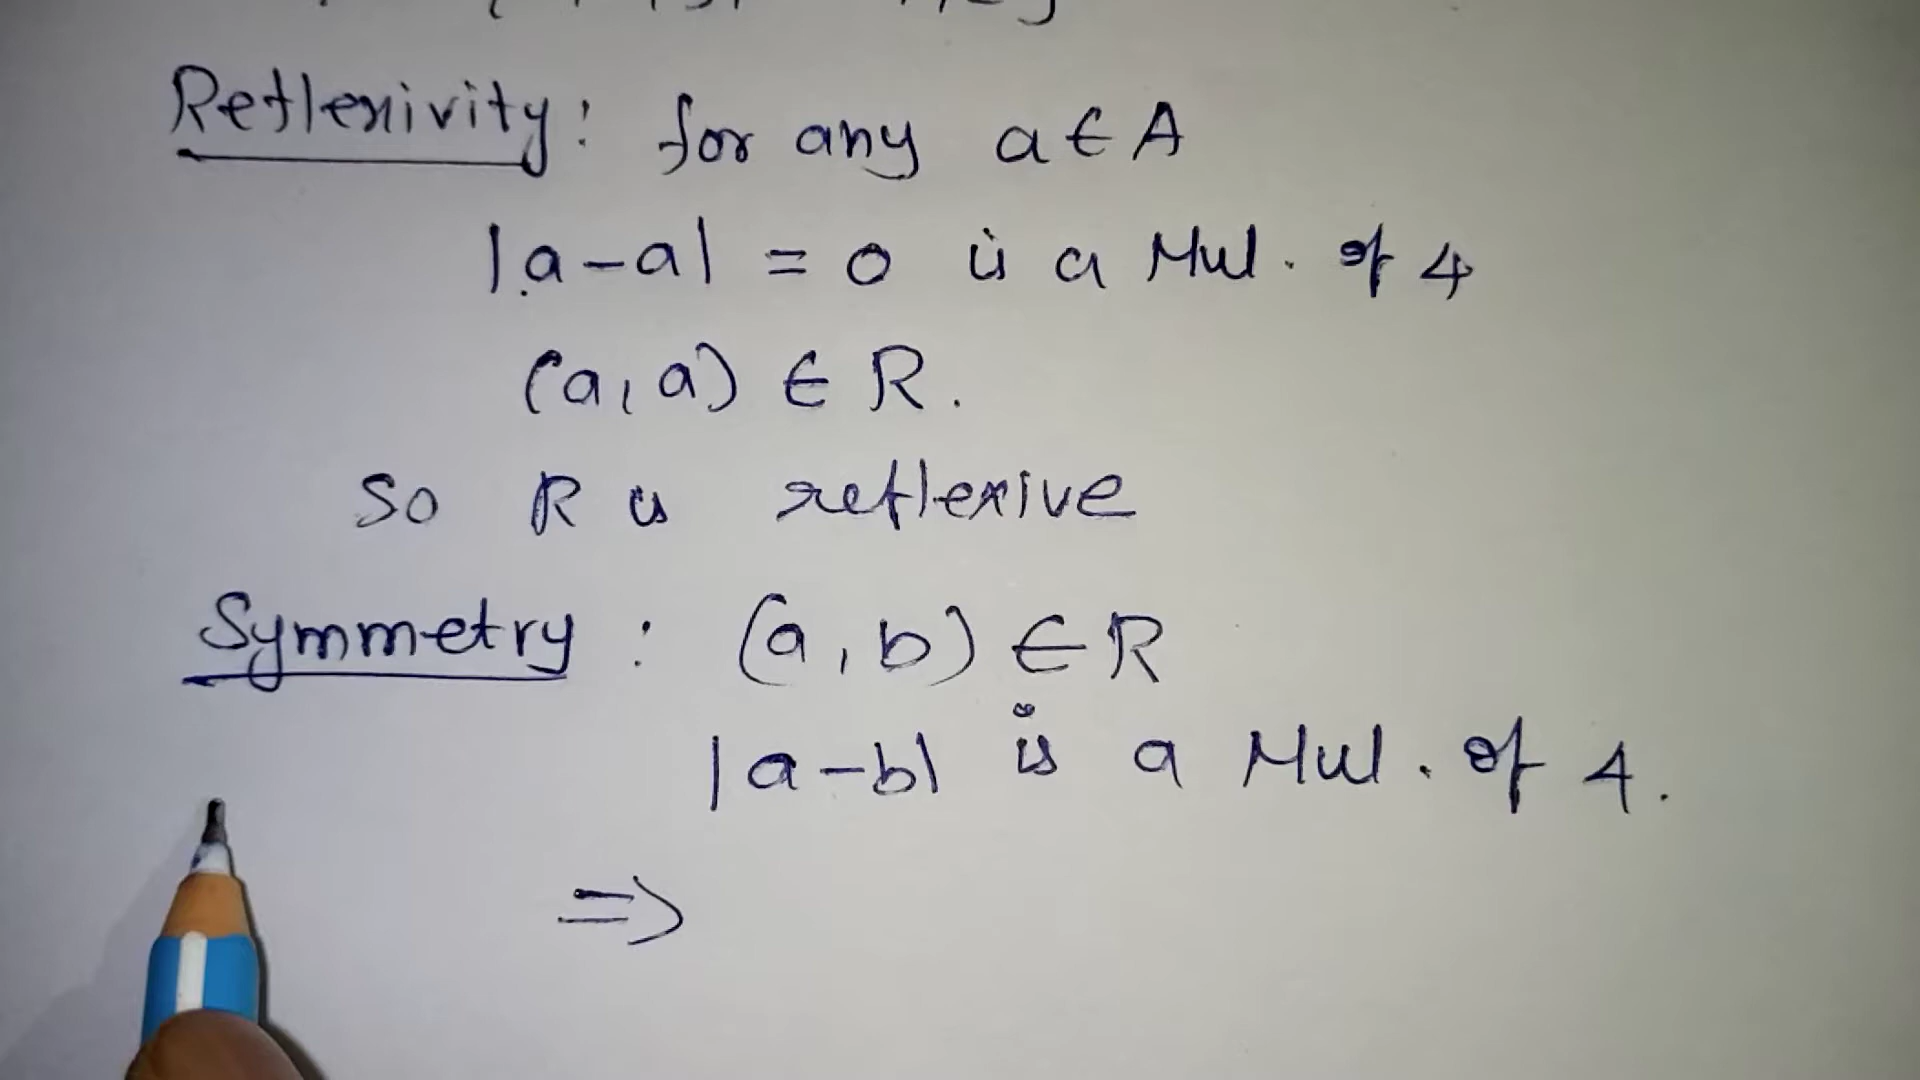 Reflexivity: for any a ∈ A
|a-a| = 0 is a Mul. of 4
(a, a) ∈ R.
So R is reflexive
Symmetry : (a, b) ∈ R
|a-b| is a Mul. of 4.
=>